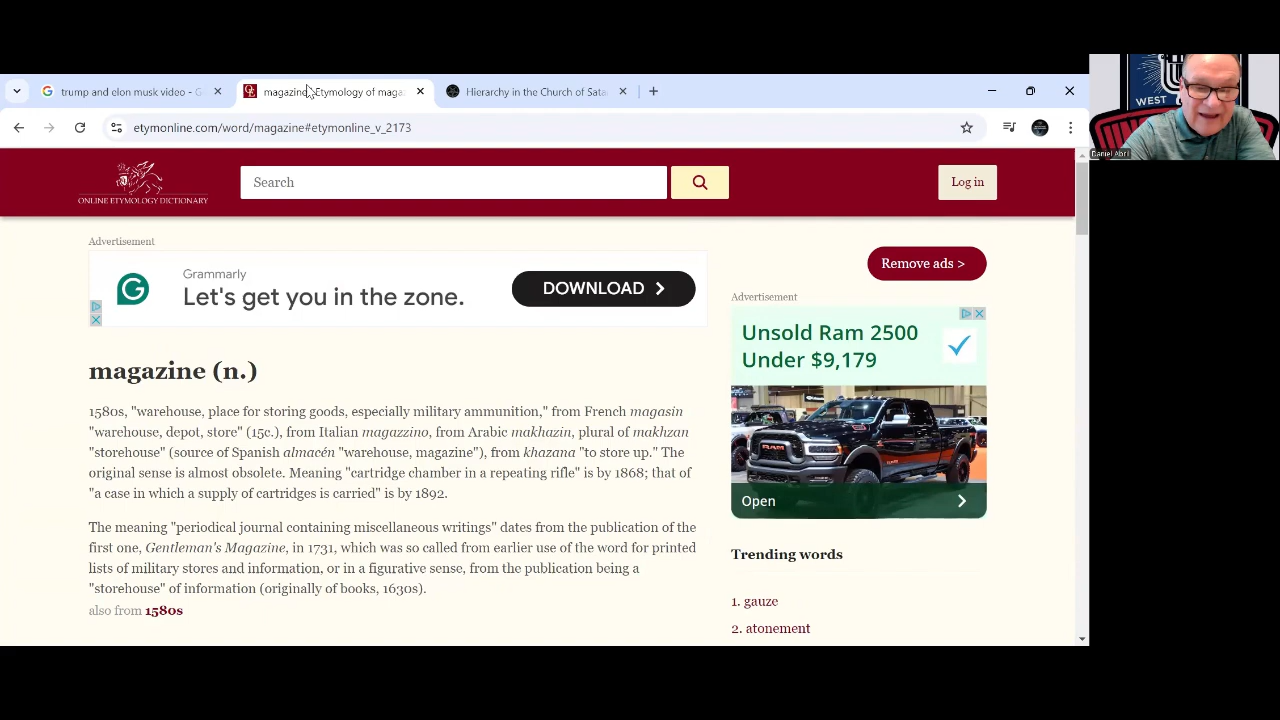 trump and elon musk video - G
magazine | Etymology of maga
Hierarchy in the Church of Sata
etymonline.com/word/magazine#etymonline_v_2173
WEST
Daniel Abril
ONLINE ETYMOLOGY DICTIONARY
Search
Log in
Advertisement
Grammarly
Let's get you in the zone.
DOWNLOAD
Remove ads >
Advertisement
Unsold Ram 2500
Under $9,179
RAM
Open
magazine (n.)
1580s, "warehouse, place for storing goods, especially military ammunition," from French magasin
"warehouse, depot, store" (15c.), from Italian magazzino, from Arabic makhazin, plural of makhzan
"storehouse" (source of Spanish almacén "warehouse, magazine"), from khazana "to store up." The
original sense is almost obsolete. Meaning "cartridge chamber in a repeating rifle" is by 1868; that of
"a case in which a supply of cartridges is carried" is by 1892.
The meaning "periodical journal containing miscellaneous writings" dates from the publication of the
first one, Gentleman's Magazine, in 1731, which was so called from earlier use of the word for printed
lists of military stores and information, or in a figurative sense, from the publication being a
"storehouse" of information (originally of books, 1630s).
also from 1580s
Trending words
1. gauze
2. atonement